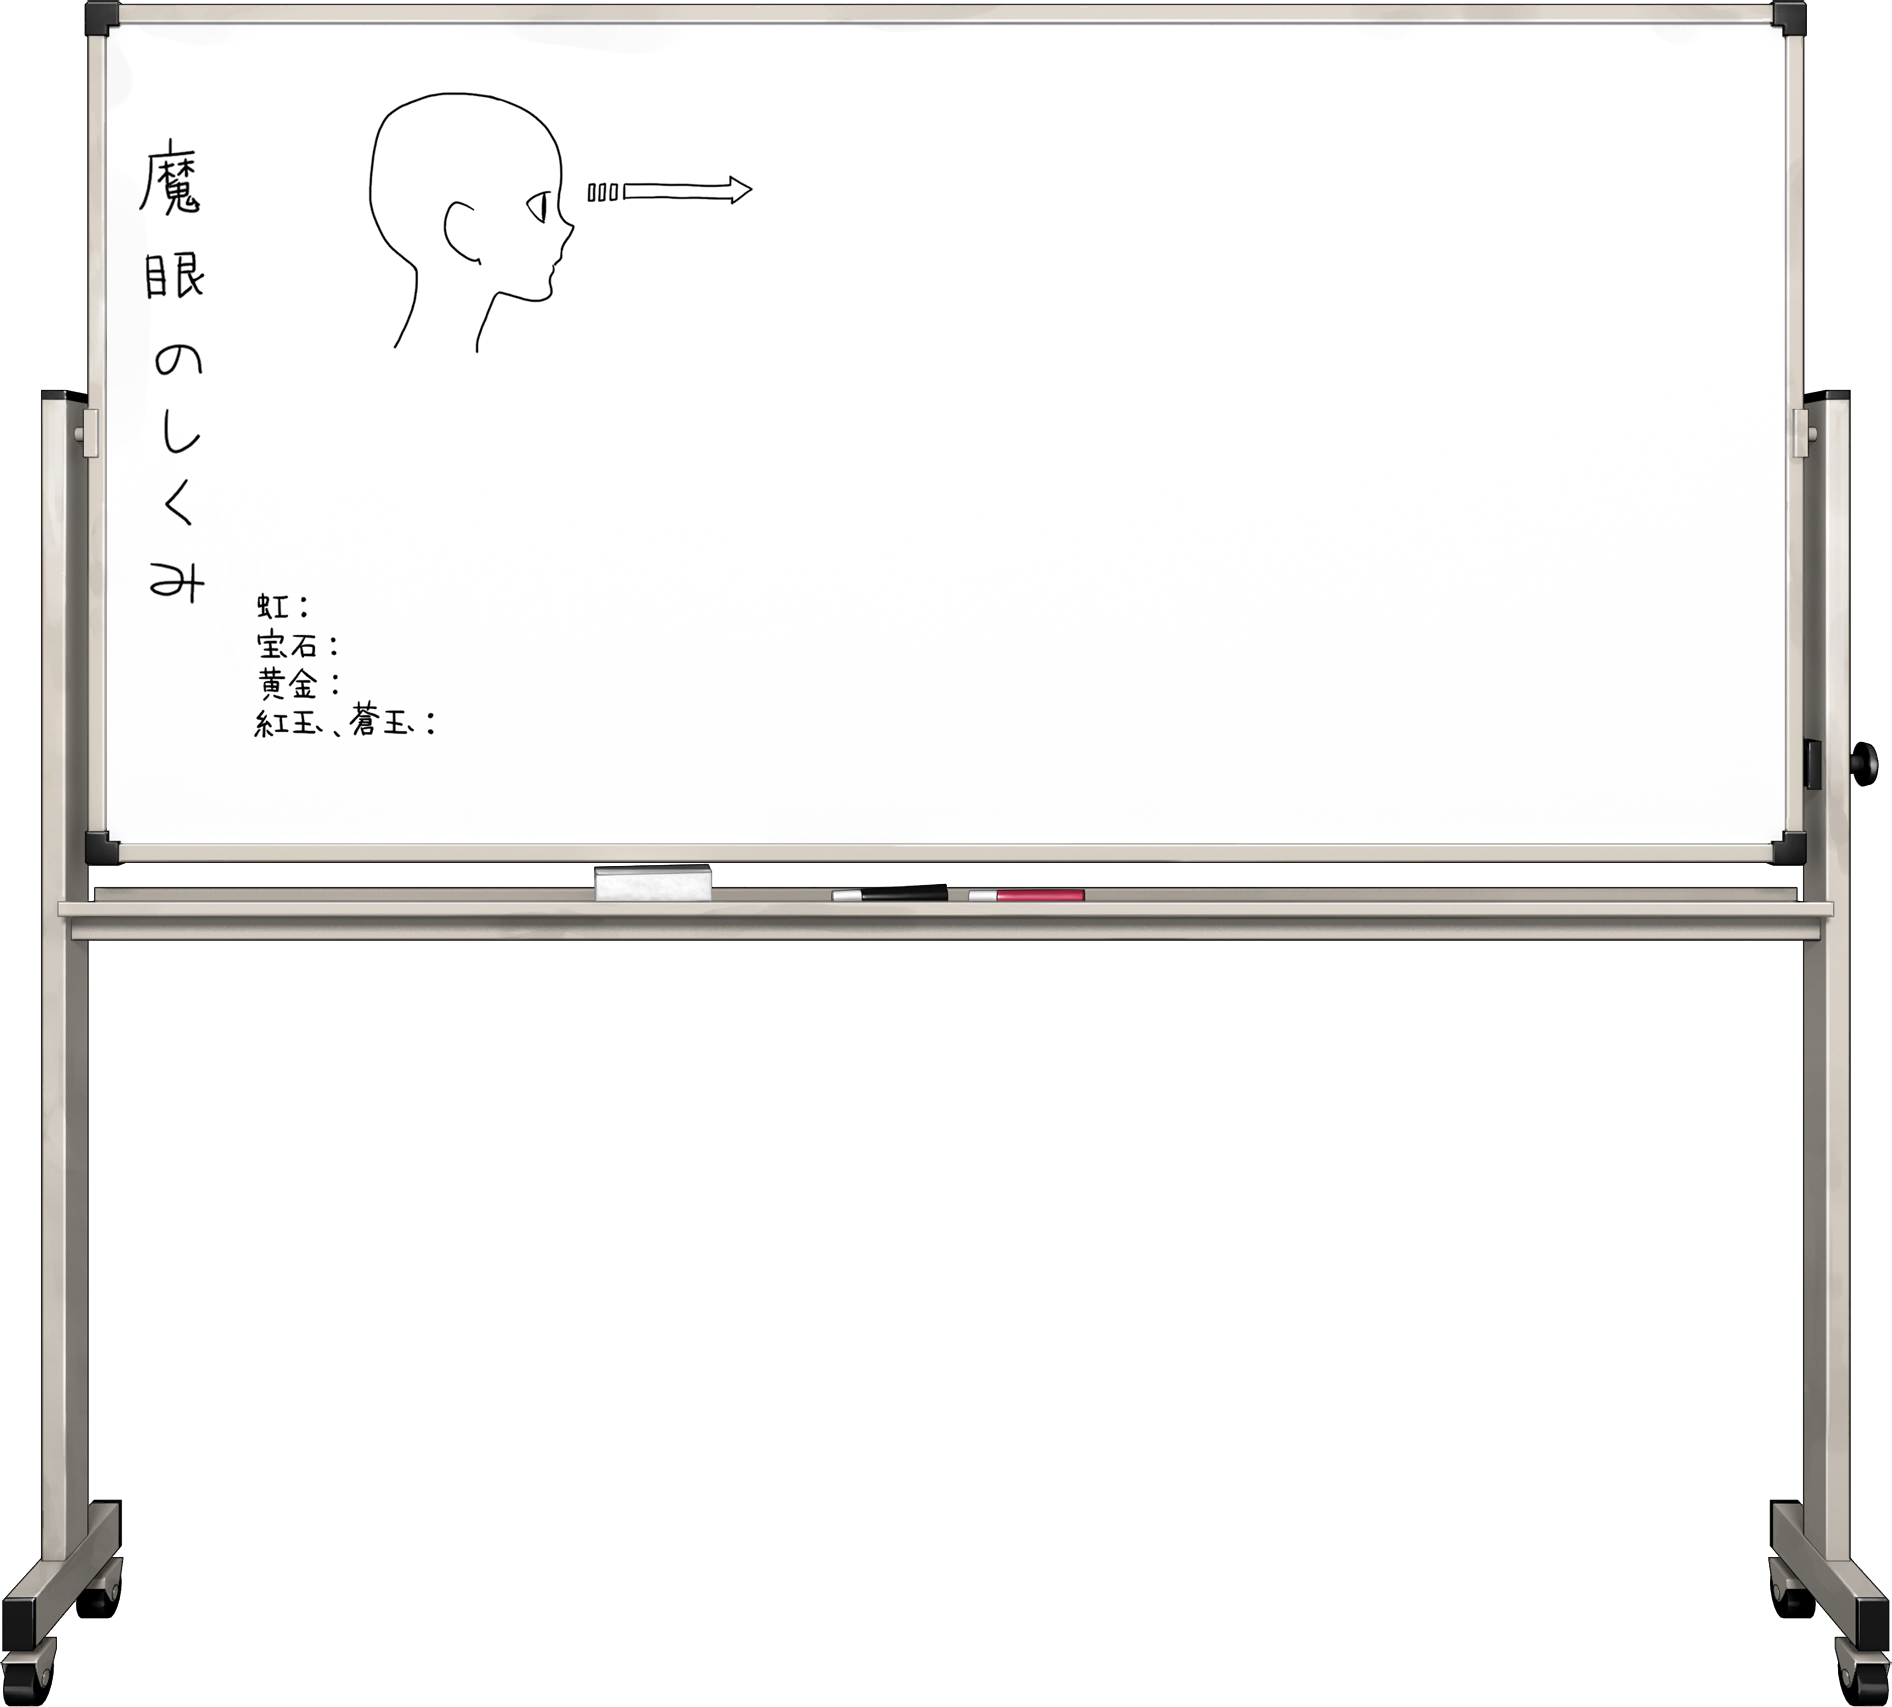 魔眼のしくみ
虹：
宝石：
黄金：
紅玉、蒼玉：